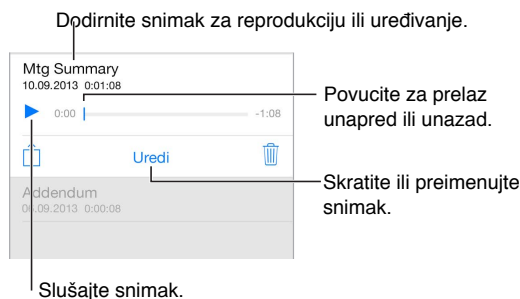 Dodirnite snimak za reprodukciju ili uređivanje.
Mtg Summary
10.09.2013 0:01:08
0:00 -1:08
Povucite za prelaz
unapred ili unazad.
Uredi
Skratite ili preimenujte
snimak.
Addendum
06.09.2013 0:00:08
Slušajte snimak.